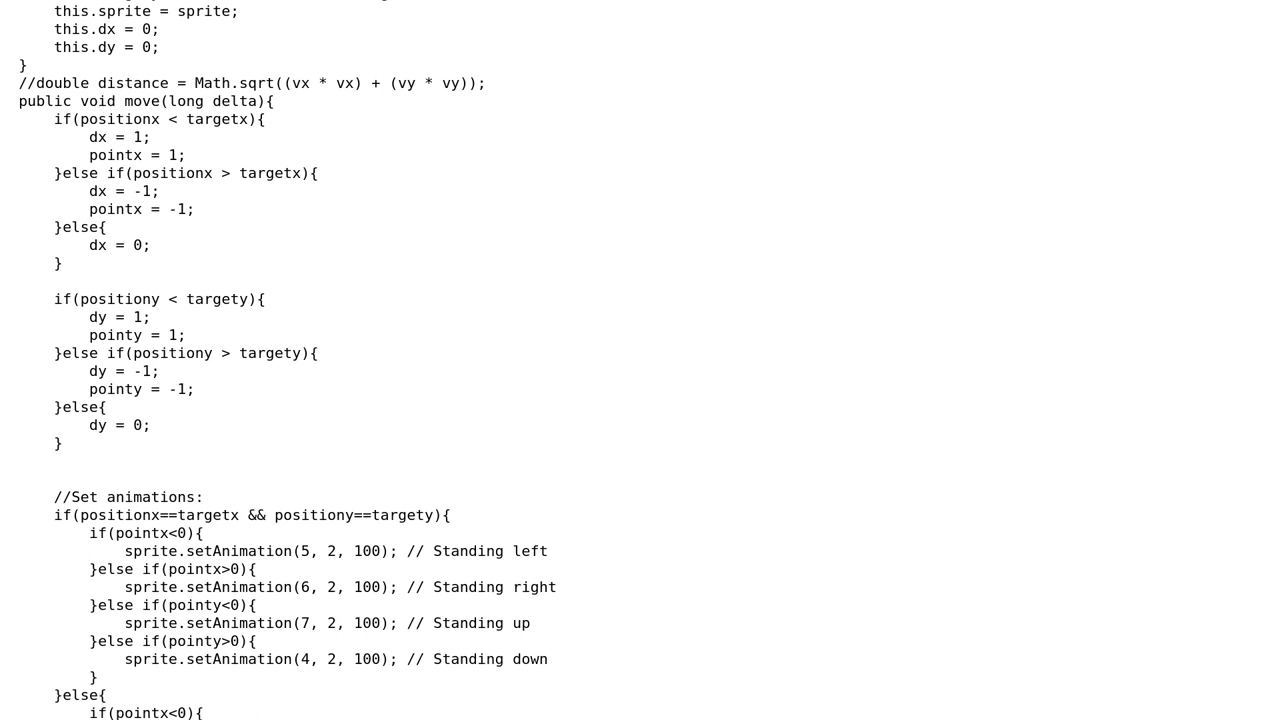 this.sprite = sprite;
this.dx = 0;
this.dy = 0;
}
//double distance = Math.sqrt((vx * vx) + (vy * vy));
public void move(long delta){
if(positionx < targetx){
dx = 1;
pointx = 1;
}else if(positionx > targetx){
dx = -1;
pointx = -1;
}else{
dx = 0;
}
if(positiony < targety){
dy = 1;
pointy = 1;
}else if(positiony > targety){
dy = -1;
pointy = -1;
}else{
dy = 0;
}
//Set animations:
if(positionx==targetx && positiony==targety){
if(pointx<0){
sprite.setAnimation(5, 2, 100); // Standing left
}else if(pointx>0){
sprite.setAnimation(6, 2, 100); // Standing right
}else if(pointy<0){
sprite.setAnimation(7, 2, 100); // Standing up
}else if(pointy>0){
sprite.setAnimation(4, 2, 100); // Standing down
}
}else{
if(pointx<0){